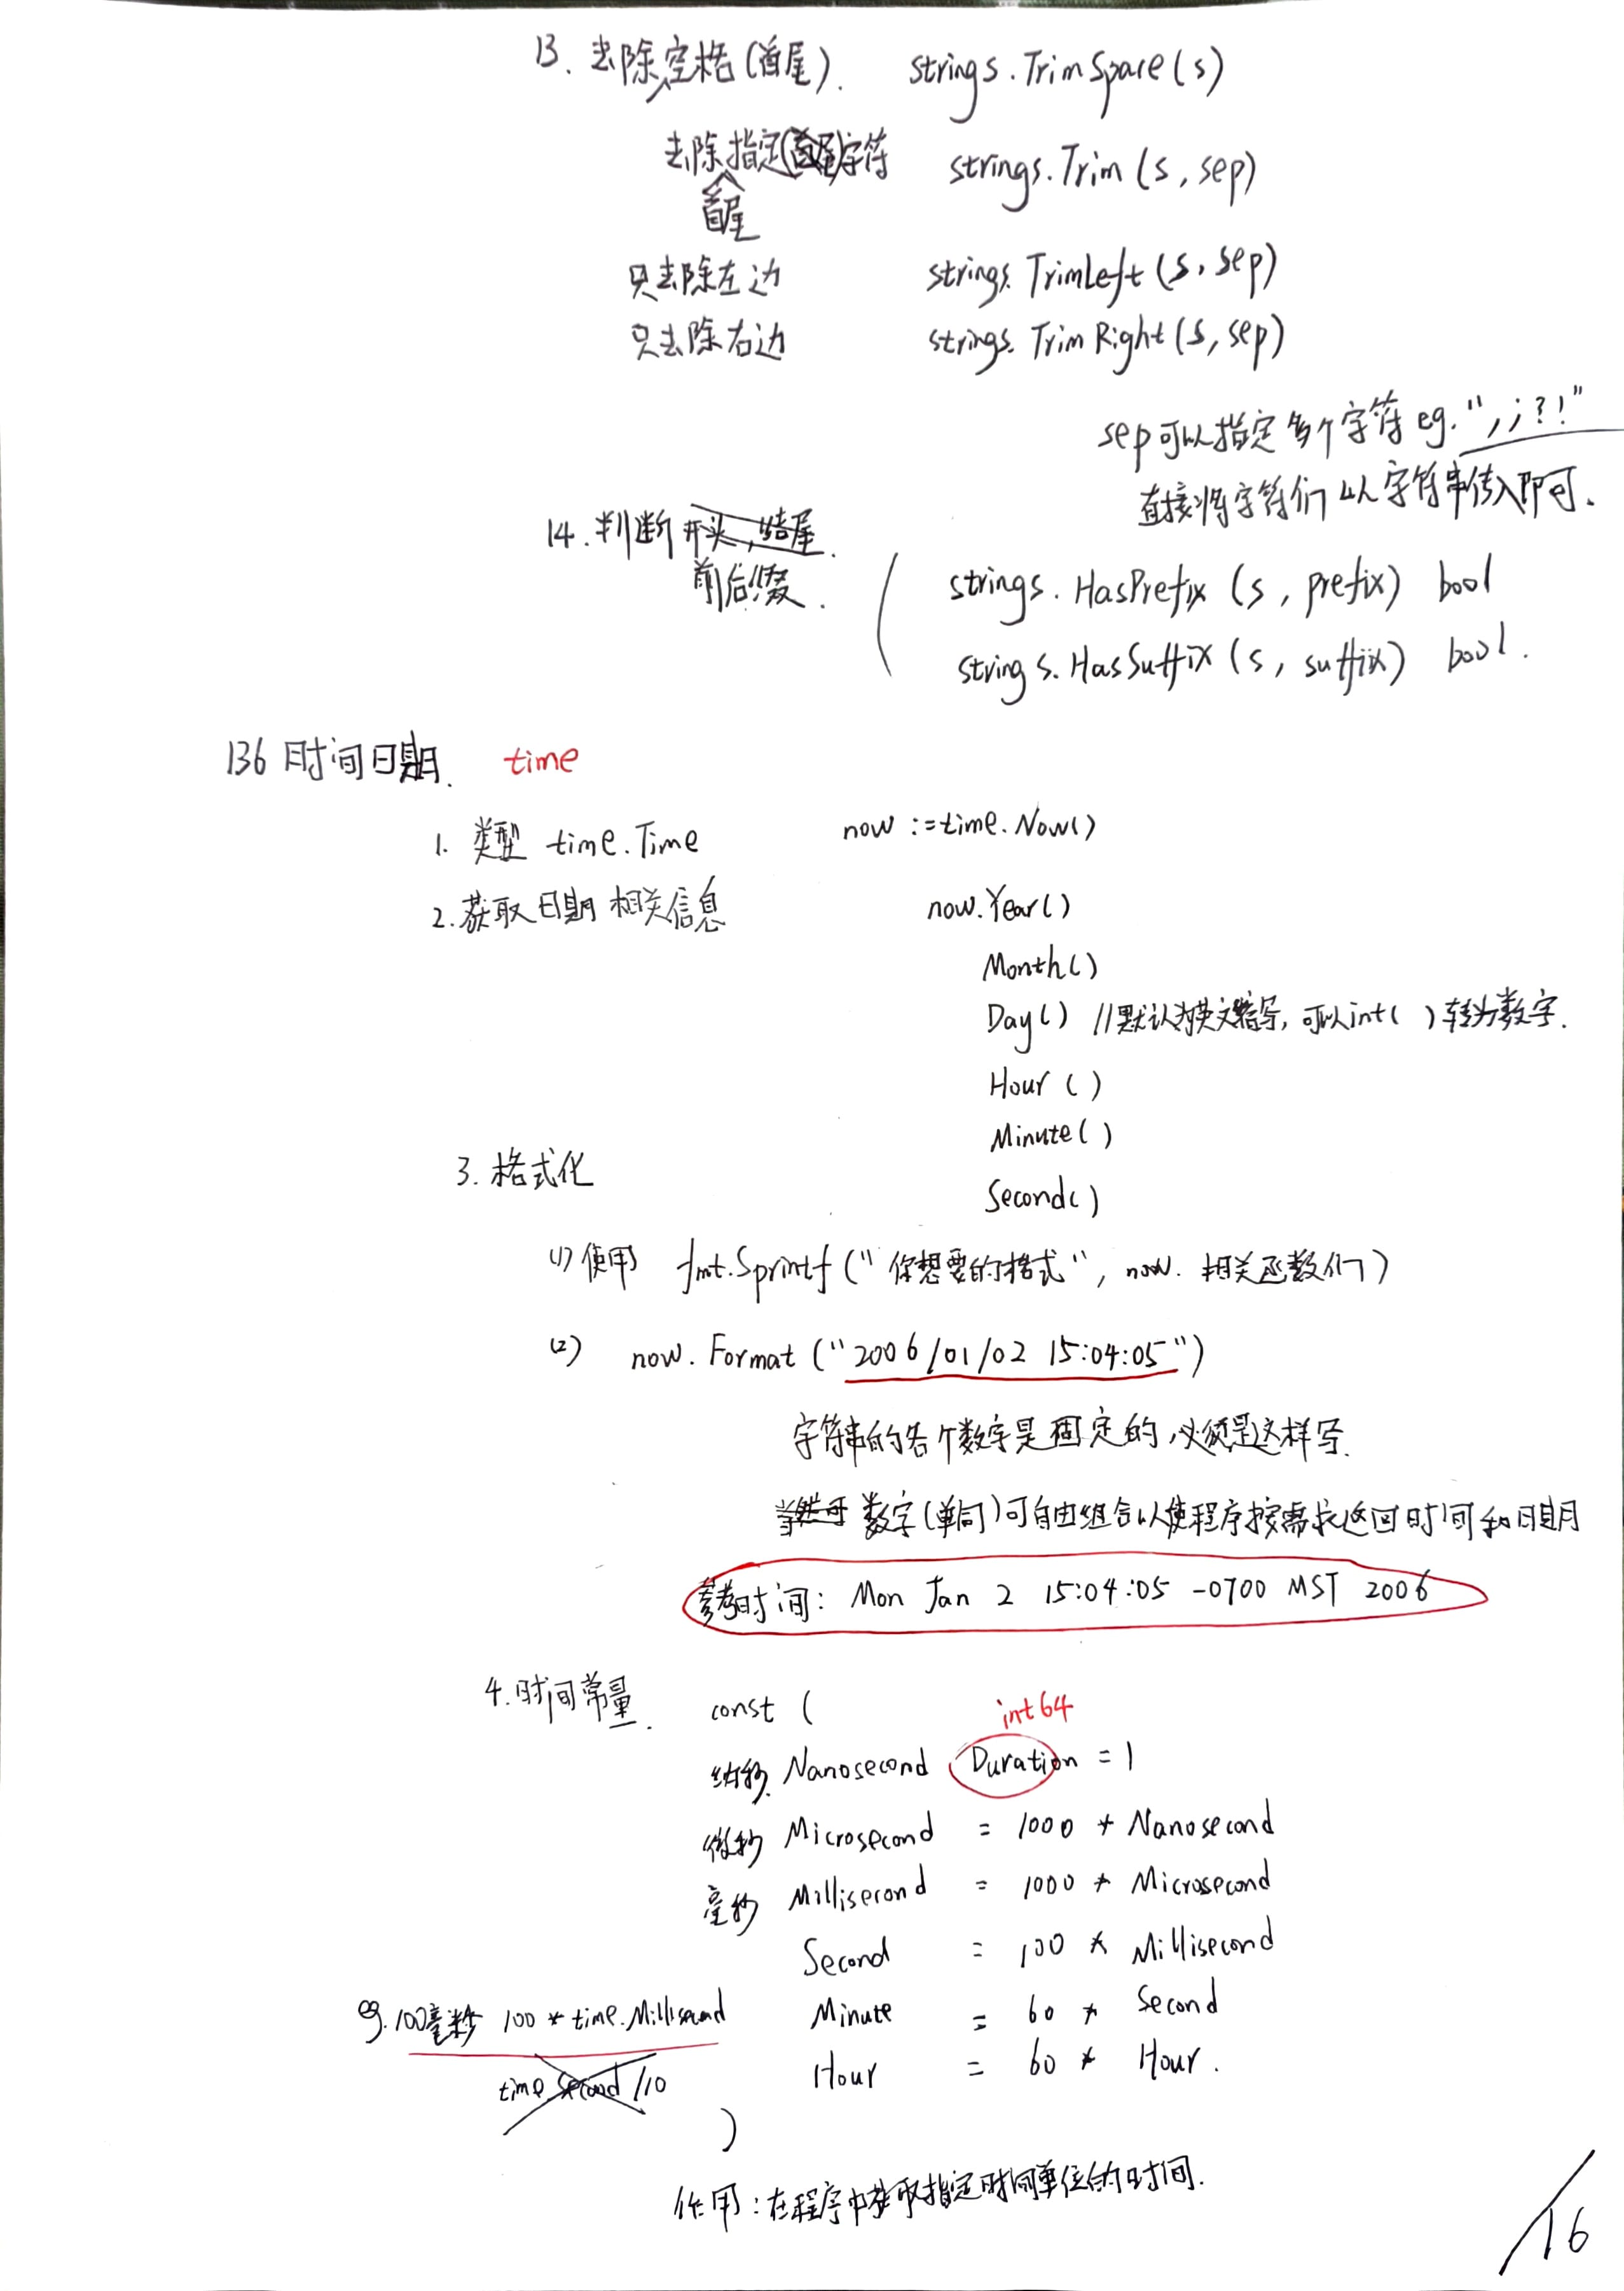 13. 去除空格(首尾). strings.TrimSpace(s)
去除指定字符 strings.Trim(s, sep)
首尾
只去除左边 strings.TrimLeft(s, sep)
只去除右边 strings.TrimRight(s, sep)
sep可以指定多个字符 eg. ",;?!"
直接将字符们以字符串传入即可.
14. 判断开头,结尾.
前后缀.
strings.HasPrefix(s, prefix) bool
strings.HasSuffix(s, suffix) bool.
136 时间日期. time
1. 类型 time.Time now := time.Now()
2. 获取日期相关信息 now.Year()
Month()
Day() //默认为英文缩写, 可以int( )转为数字.
Hour ( )
Minute( )
3. 格式化
Second( )
(1) 使用 fmt.Sprintf("你想要的格式", now. 相关函数们)
(2) now.Format("2006/01/02 15:04:05")
字符串的各个数字是固定的,必须是这样写.
当然可 数字(单间)可自由组合以使程序按需求返回时间和日期
参考时间: Mon Jan 2 15:04:05 -0700 MST 2006
4. 时间常量. const (
int64
纳秒 Nanosecond Duration = 1
微秒 Microsecond = 1000 * Nanosecond
毫秒 Millisecond = 1000 * Microsecond
Second = 100 * Millisecond
eg. 100毫秒 100 * time.Millisecond Minute = 60 * Second
Hour = 60 * Hour.
time.Second/10
)
作用: 在程序中获取指定时间单位的时间.
16